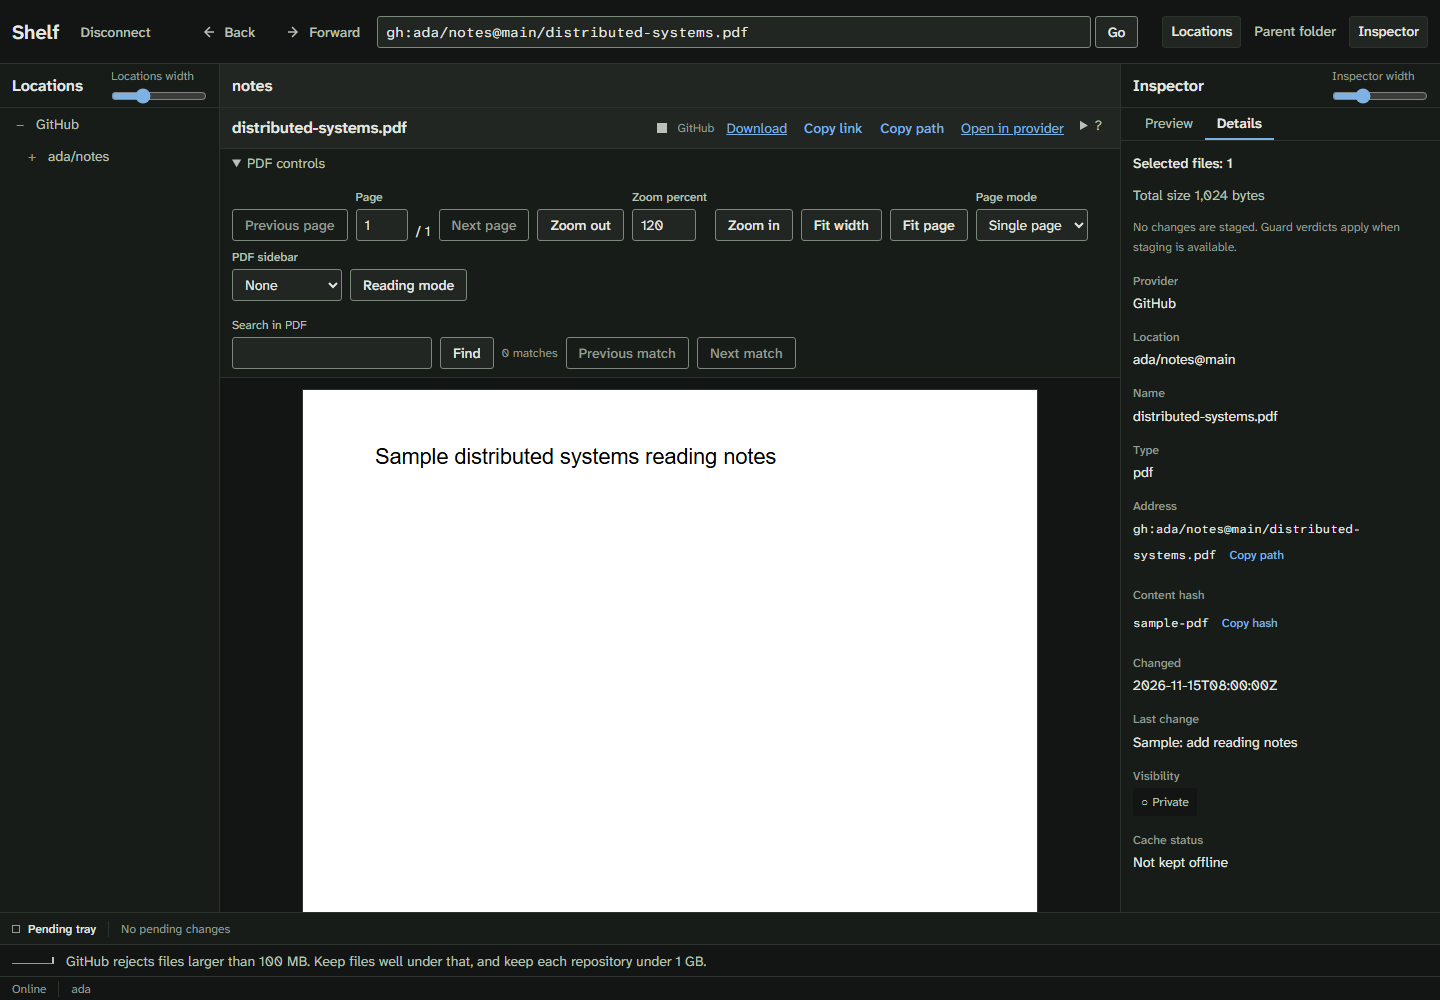 Shelf Disconnect Back Forward gh:ada/notes@main/distributed-systems.pdf Go Locations Parent folder Inspector
Locations Locations width
GitHub
ada/notes
notes
distributed-systems.pdf GitHub Download Copy link Copy path Open in provider ?
PDF controls
Previous page Page 1 / 1 Next page Zoom out Zoom percent 120 Zoom in Fit width Fit page Page mode Single page
PDF sidebar
None Reading mode
Search in PDF
Find 0 matches Previous match Next match
Sample distributed systems reading notes
Inspector Inspector width
Preview Details
Selected files: 1
Total size 1,024 bytes
No changes are staged. Guard verdicts apply when
staging is available.
Provider
GitHub
Location
ada/notes@main
Name
distributed-systems.pdf
Type
pdf
Address
gh:ada/notes@main/distributed-
systems.pdf Copy path
Content hash
sample-pdf Copy hash
Changed
2026-11-15T08:00:00Z
Last change
Sample: add reading notes
Visibility
Private
Cache status
Not kept offline
Pending tray No pending changes
GitHub rejects files larger than 100 MB. Keep files well under that, and keep each repository under 1 GB.
Online ada